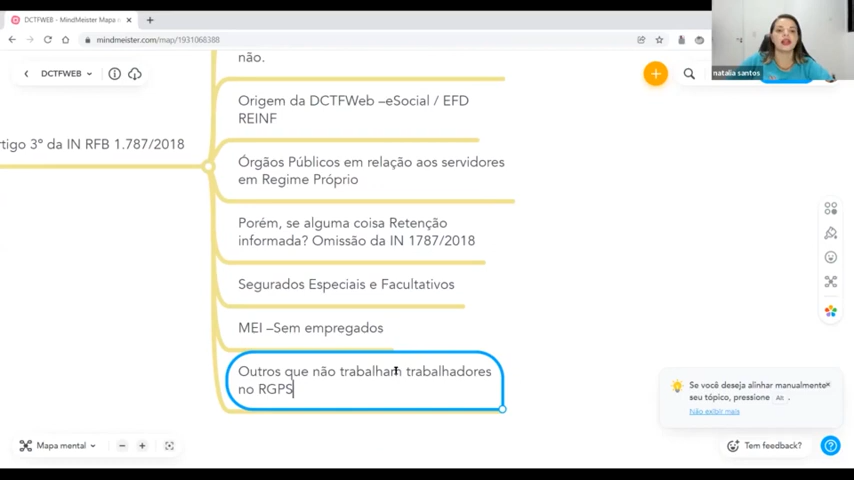 DCTFWEB - MindMeister Mapa m
mindmeister.com/map/1931068388
natalia santos
DCTFWEB
não.
Origem da DCTFWeb –eSocial / EFD
REINF
tigo 3º da IN RFB 1.787/2018
Órgãos Públicos em relação aos servidores
em Regime Próprio
Porém, se alguma coisa Retenção
informada? Omissão da IN 1787/2018
Segurados Especiais e Facultativos
MEI –Sem empregados
Outros que não trabalham trabalhadores
no RGPS
Se você deseja alinhar manualmente
seu tópico, pressione Alt .
Não exibir mais
Mapa mental
Tem feedback?